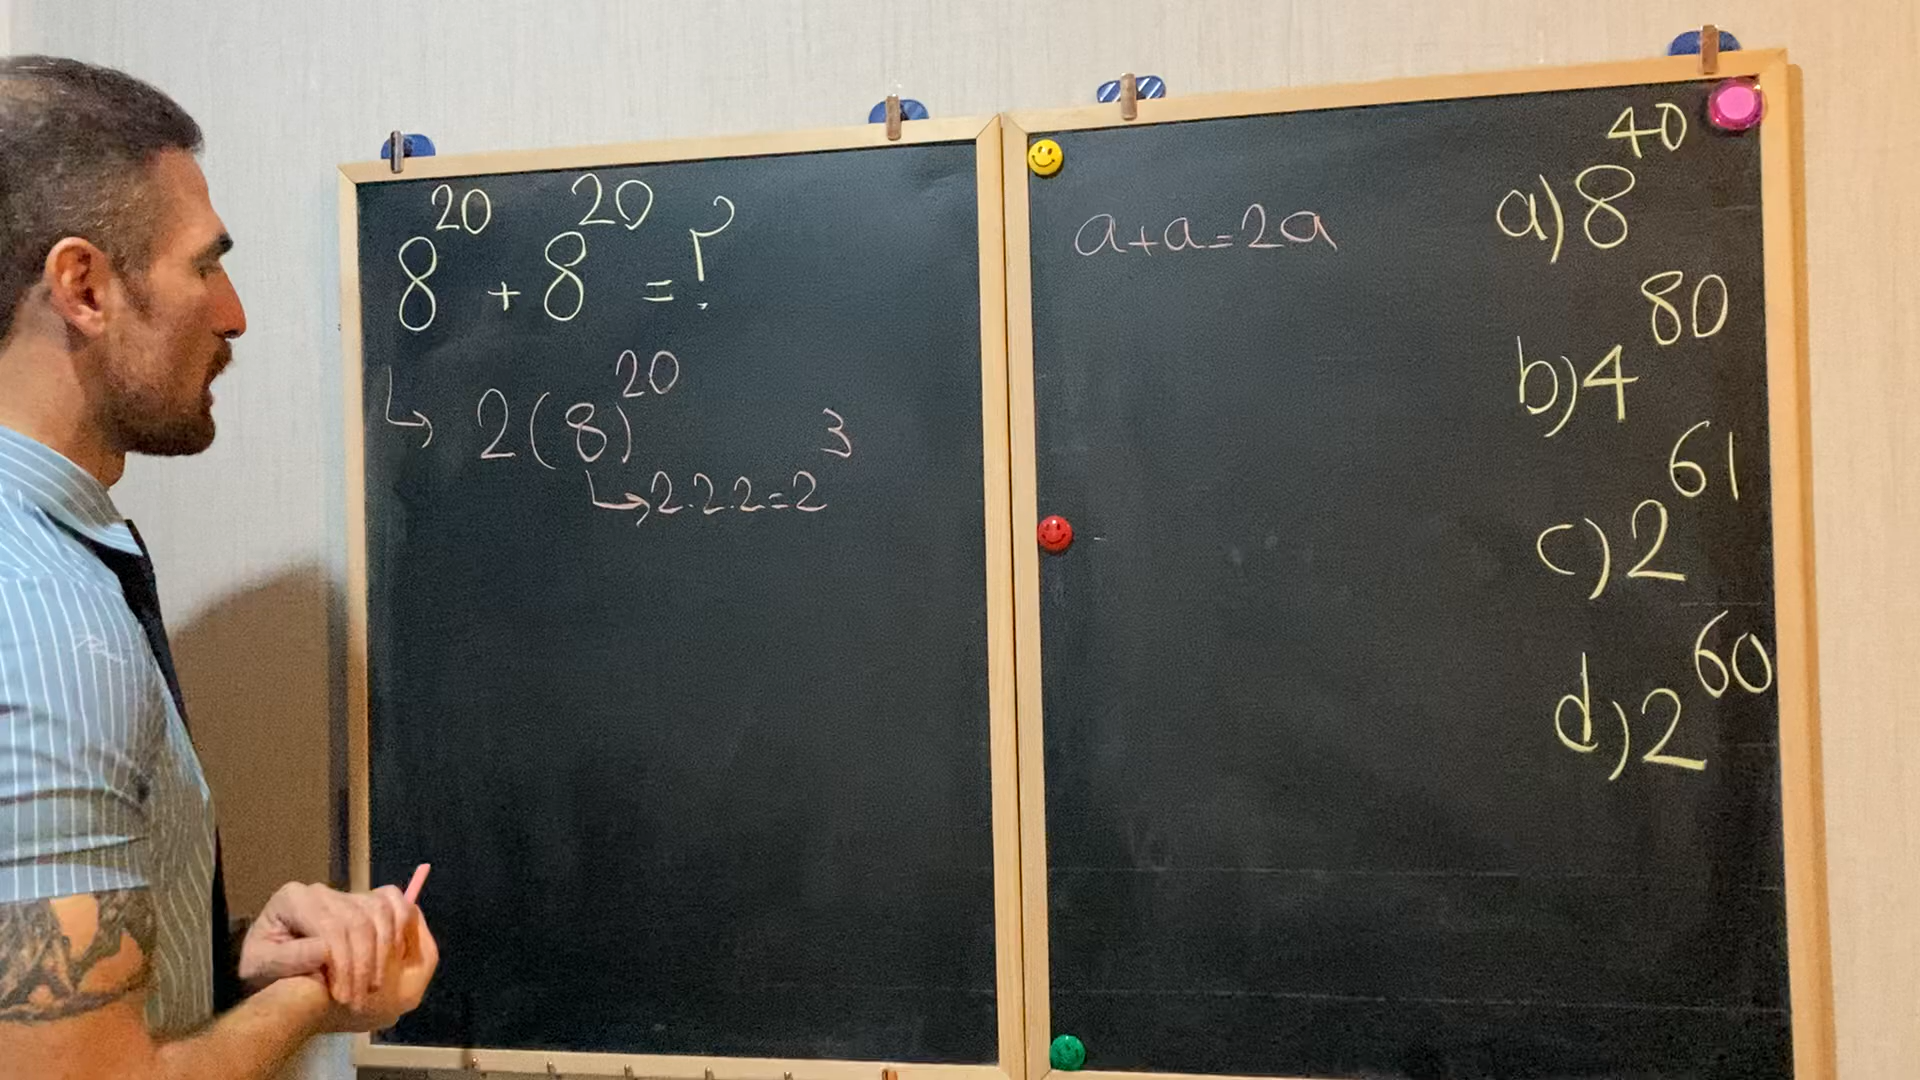 8²⁰ + 8²⁰ = ?
↳ 2(8)²⁰
↳ 2.2.2=2³
a+a=2a
a) 8⁴⁰
b) 4⁸⁰
c) 2⁶¹
d) 2⁶⁰